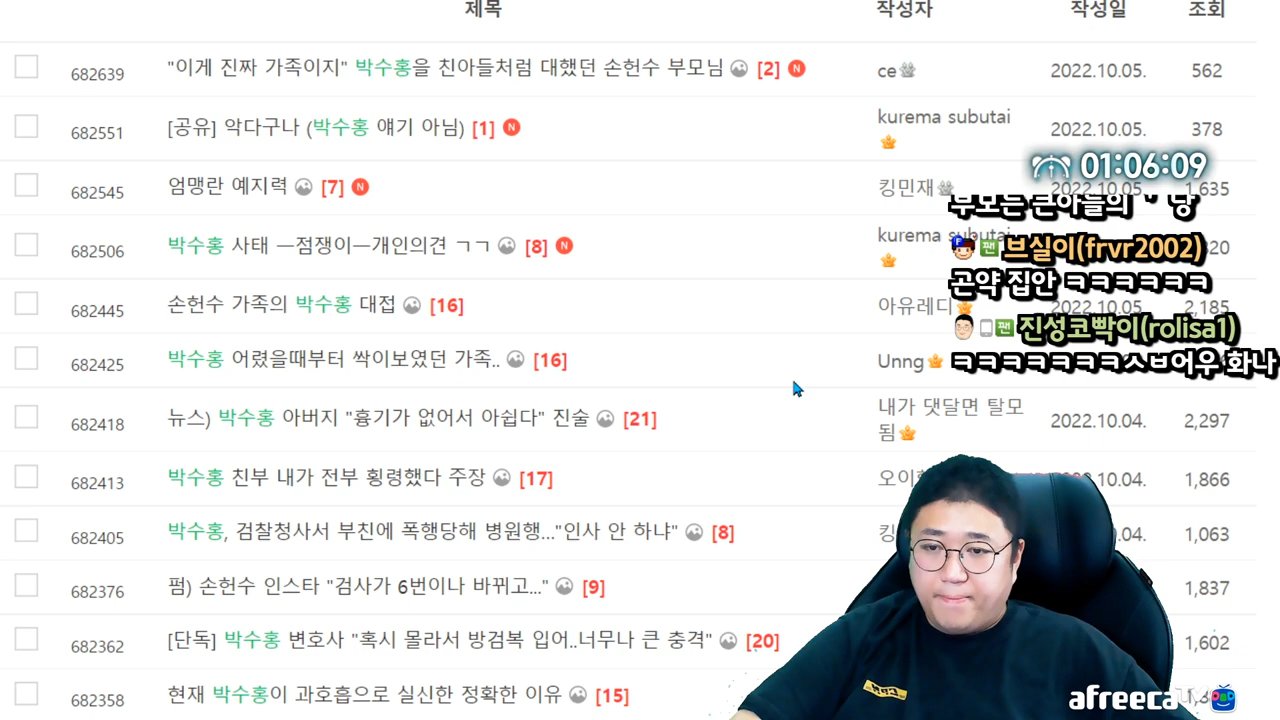 제목 작성자 작성일 조회
682639 "이게 진짜 가족이지" 박수홍을 친아들처럼 대했던 손헌수 부모님 [2] N ce 2022.10.05. 562
682551 [공유] 악다구나 (박수홍 얘기 아님) [1] N kurema subutai 2022.10.05. 378
01:06:09
682545 엄맹란 예지력 [7] N 킹민재 2022.10.05. 1,635
부모는 큰아들의
682506 박수홍 사태 ㅡ점쟁이ㅡ개인의견 ㄱㄱ [8] N kurema subutai
브실이(frvr2002)
곤약 집안 ㅋㅋㅋㅋㅋㅋ
682445 손헌수 가족의 박수홍 대접 [16] 아유레디 2022.10.05. 2,185
진성코빡이(rolisa1)
682425 박수홍 어렸을때부터 싹이보였던 가족.. [16] Unng
ㅋㅋㅋㅋㅋㅋㅋㅅㅂ어우 화나
682418 뉴스) 박수홍 아버지 "흉기가 없어서 아쉽다" 진술 [21] 내가 댓달면 탈모됨 2022.10.04. 2,297
682413 박수홍 친부 내가 전부 횡령했다 주장 [17] 10.04. 1,866
682405 박수홍, 검찰청사서 부친에 폭행당해 병원행..."인사 안 하냐" [8] .04. 1,063
682376 펌) 손헌수 인스타 "검사가 6번이나 바뀌고..." [9] 1,837
682362 [단독] 박수홍 변호사 "혹시 몰라서 방검복 입어..너무나 큰 충격" [20] 1,602
682358 현재 박수홍이 과호흡으로 실신한 정확한 이유 [15]
afreeca